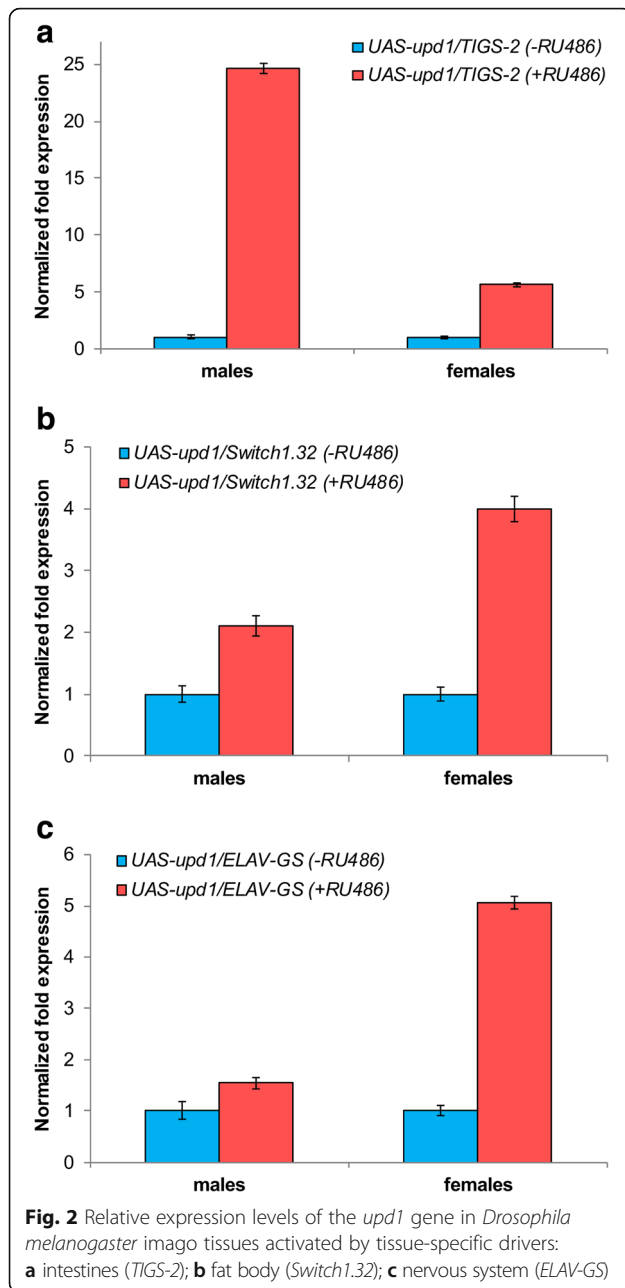 a
UAS-upd1/TIGS-2 (-RU486)
UAS-upd1/TIGS-2 (+RU486)
Normalized fold expression
25
20
15
10
5
0
males females
b
UAS-upd1/Switch1.32 (-RU486)
UAS-upd1/Switch1.32 (+RU486)
Normalized fold expression
5
4
3
2
1
0
males females
c
UAS-upd1/ELAV-GS (-RU486)
UAS-upd1/ELAV-GS (+RU486)
Normalized fold expression
6
5
4
3
2
1
0
males females
Fig. 2 Relative expression levels of the upd1 gene in Drosophila
melanogaster imago tissues activated by tissue-specific drivers:
a intestines (TIGS-2); b fat body (Switch1.32); c nervous system (ELAV-GS)